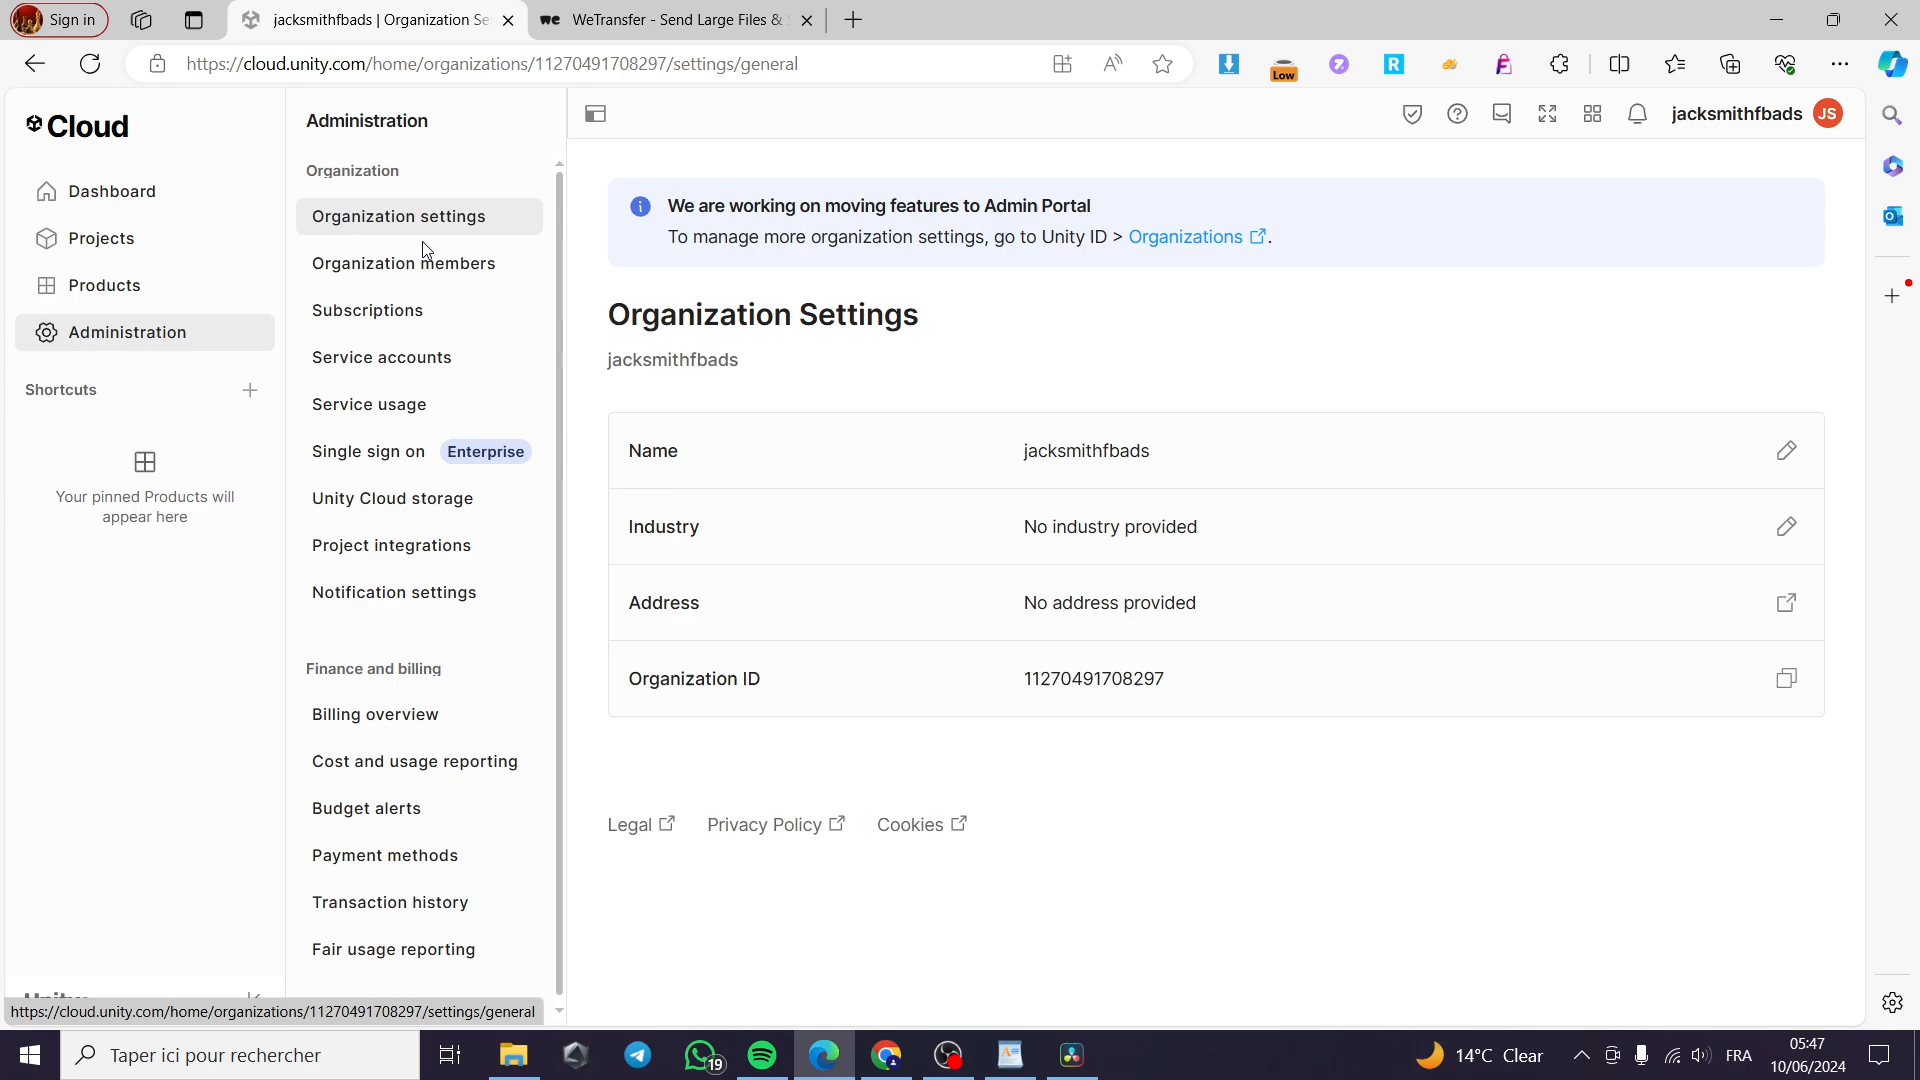 Sign in
jacksmithfbads | Organization Se
WeTransfer - Send Large Files &
https://cloud.unity.com/home/organizations/11270491708297/settings/general
Low
Cloud
Dashboard
Projects
Products
Administration
Shortcuts
Your pinned Products will
appear here
Administration
Organization
Organization settings
Organization members
Subscriptions
Service accounts
Service usage
Single sign on Enterprise
Unity Cloud storage
Project integrations
Notification settings
Finance and billing
Billing overview
Cost and usage reporting
Budget alerts
Payment methods
Transaction history
Fair usage reporting
jacksmithfbads JS
We are working on moving features to Admin Portal
To manage more organization settings, go to Unity ID > Organizations.
Organization Settings
jacksmithfbads
Name jacksmithfbads
Industry No industry provided
Address No address provided
Organization ID 11270491708297
Legal Privacy Policy Cookies
https://cloud.unity.com/home/organizations/11270491708297/settings/general
Taper ici pour rechercher
19
14°C Clear
FRA
05:47
10/06/2024